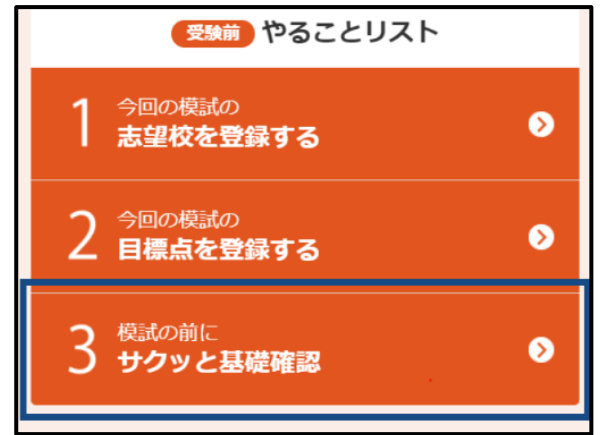 受験前 やることリスト
1 今回の模試の
志望校を登録する
2 今回の模試の
目標点を登録する
3 模試の前に
サクッと基礎確認